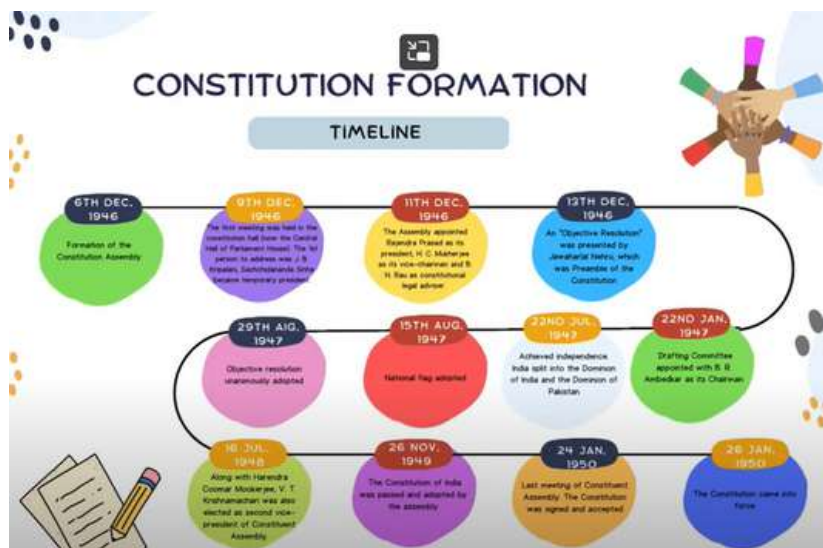 CONSTITUTION FORMATION
TIMELINE
6TH DEC.
1946
Formation of the
Constitution Assembly.
9TH DEC.
1946
The first meeting was held in the
constitution hall (now the Central
Hall of Parliament House). The 1st
person to address was J. B.
Kripalani, Sachchidananda Sinha
became temporary president.
11TH DEC.
1946
The Assembly appointed
Rajendra Prasad as its
president, H. C. Mukherjee
as its vice-chairman and B.
N. Rau as constitutional
legal adviser
13TH DEC.
1946
An "Objective Resolution"
was presented by
Jawaharlal Nehru, which
was Preamble of the
Constitution
22ND JAN.
1947
Drafting Committee
appointed with B. R.
Ambedkar as its Chairman
22ND JUL.
1947
Achieved independence.
India split into the Dominion
of India and the Dominion of
Pakistan
15TH AUG.
1947
National flag adopted
29TH AIG.
1947
Objective resolution
unanimously adopted
16 JUL.
1948
Along with Harendra
Coomar Mookerjee, V. T.
Krishnamachari was also
elected as second vice-
president of Constituent
Assembly.
26 NOV.
1949
The Constitution of India
was passed and adopted by
the assembly
24 JAN.
1950
Last meeting of Constituent
Assembly. The Constitution
was signed and accepted
26 JAN.
1950
The Constitution came into
force